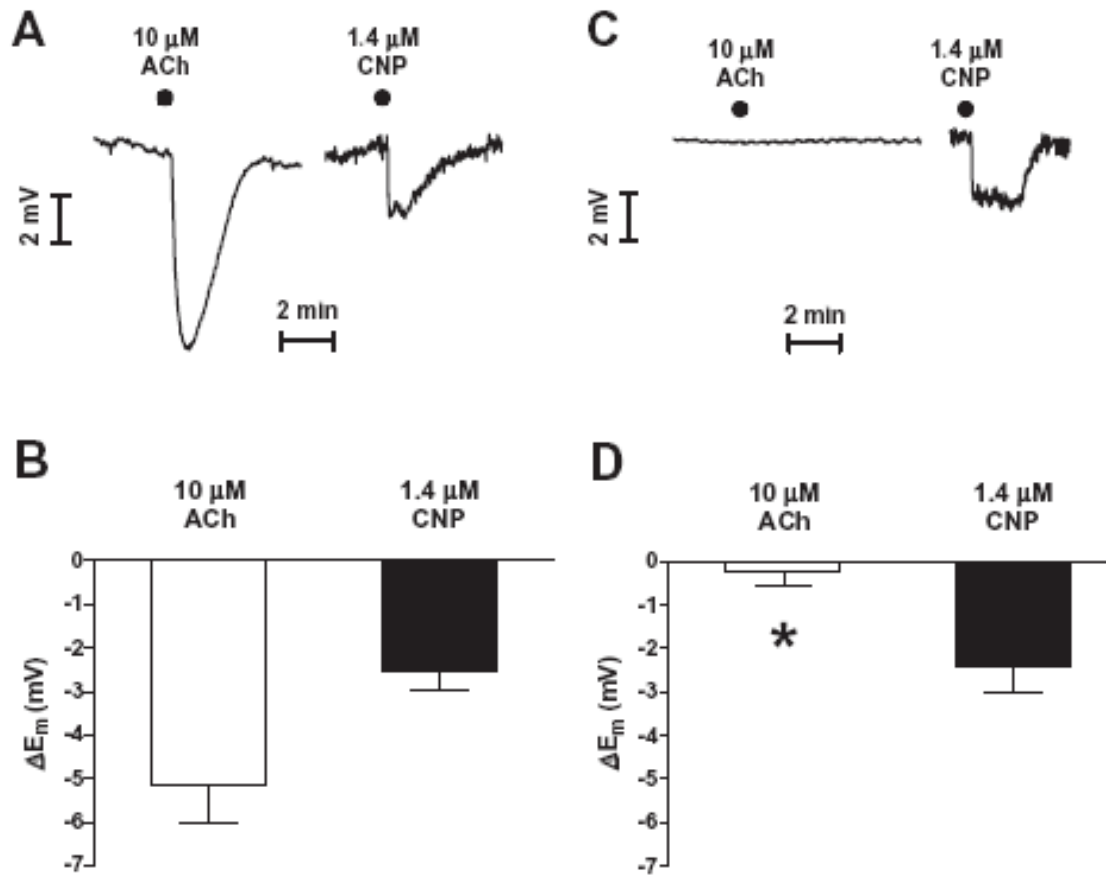 A
10 μM
ACh
1.4 μM
CNP
2 mV
2 min
C
10 μM
ACh
1.4 μM
CNP
2 mV
2 min
B
10 μM
ACh
1.4 μM
CNP
0
-1
-2
-3
-4
-5
-6
-7
ΔEm (mV)
D
10 μM
ACh
1.4 μM
CNP
0
-1
-2
-3
-4
-5
-6
-7
ΔEm (mV)
*